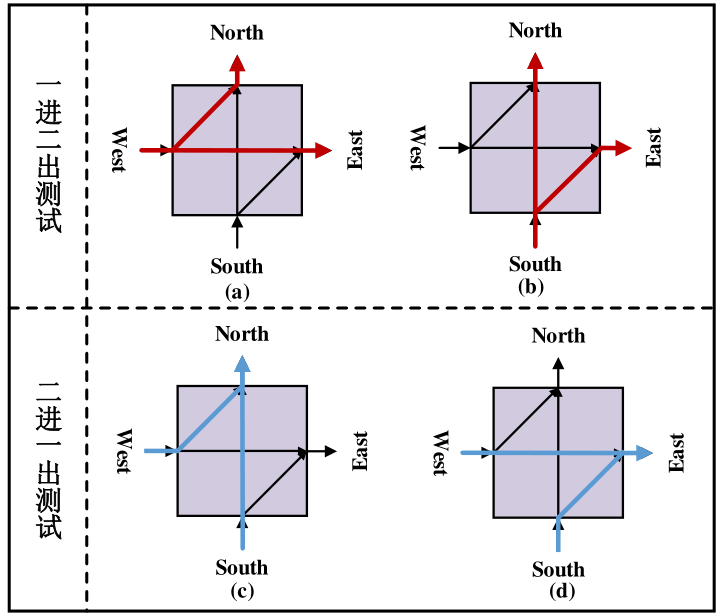 一进二出测试
North
West
East
South
(a)
North
West
East
South
(b)
二进一出测试
North
West
East
South
(c)
North
West
East
South
(d)